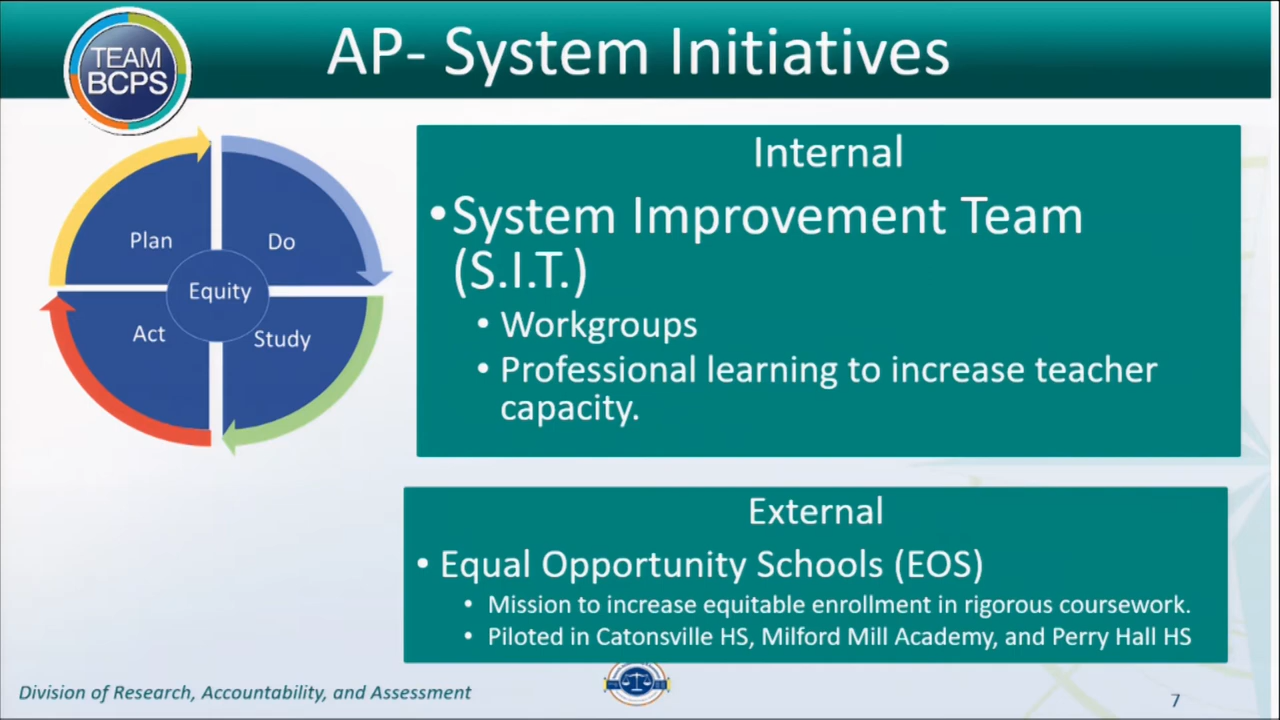 TEAM
BCPS
AP- System Initiatives
Plan
Do
Equity
Act
Study
Internal
•System Improvement Team
(S.I.T.)
• Workgroups
• Professional learning to increase teacher
capacity.
External
• Equal Opportunity Schools (EOS)
• Mission to increase equitable enrollment in rigorous coursework.
• Piloted in Catonsville HS, Milford Mill Academy, and Perry Hall HS
Division of Research, Accountability, and Assessment
7